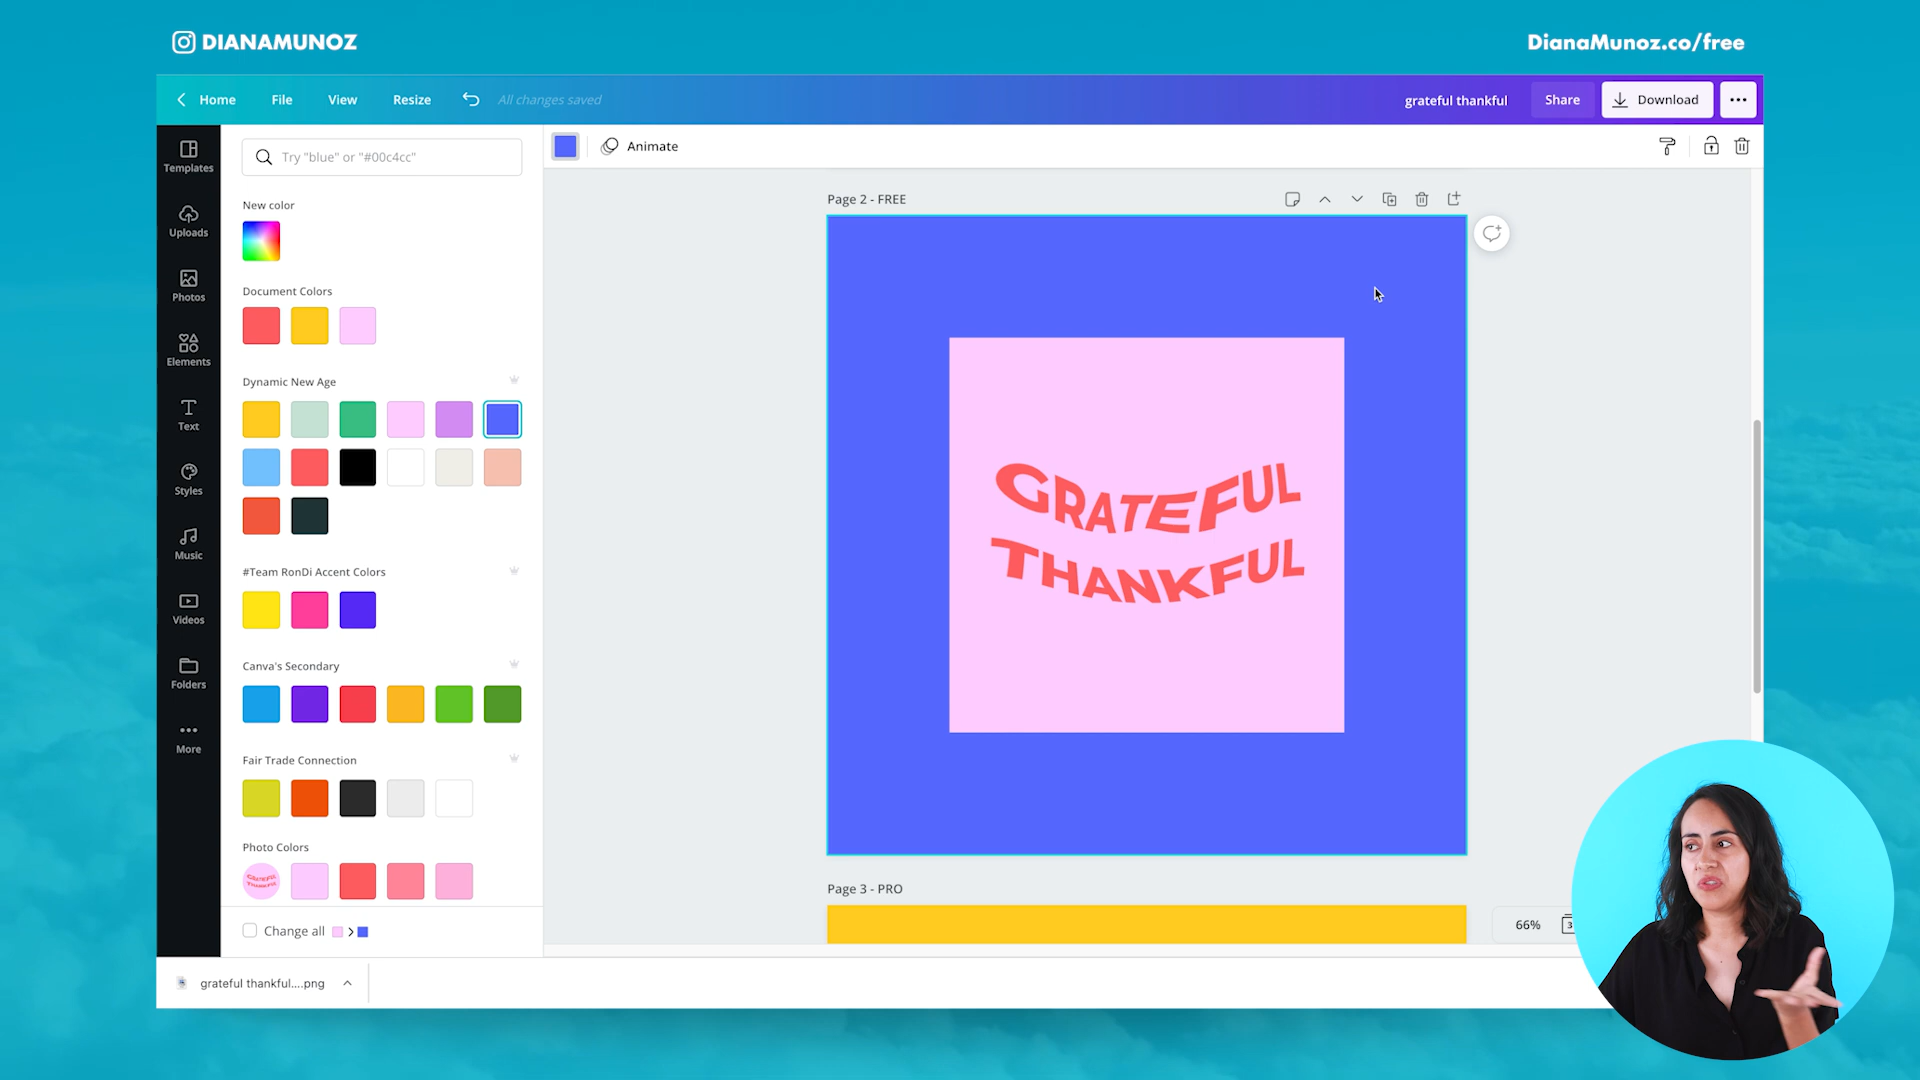 DIANAMUNOZ
DianaMunoz.co/free
Home File View Resize All changes saved grateful thankful Share Download
Templates
Uploads
Photos
Elements
Text
Styles
Music
Videos
Folders
More
Try "blue" or "#00c4cc"
New color
Document Colors
Dynamic New Age
#Team RonDi Accent Colors
Canva's Secondary
Fair Trade Connection
Photo Colors
GRATEFUL
THANKFUL
Change all
Animate
Page 2 - FREE
GRATEFUL
THANKFUL
Page 3 - PRO
66%
3
grateful thankful....png